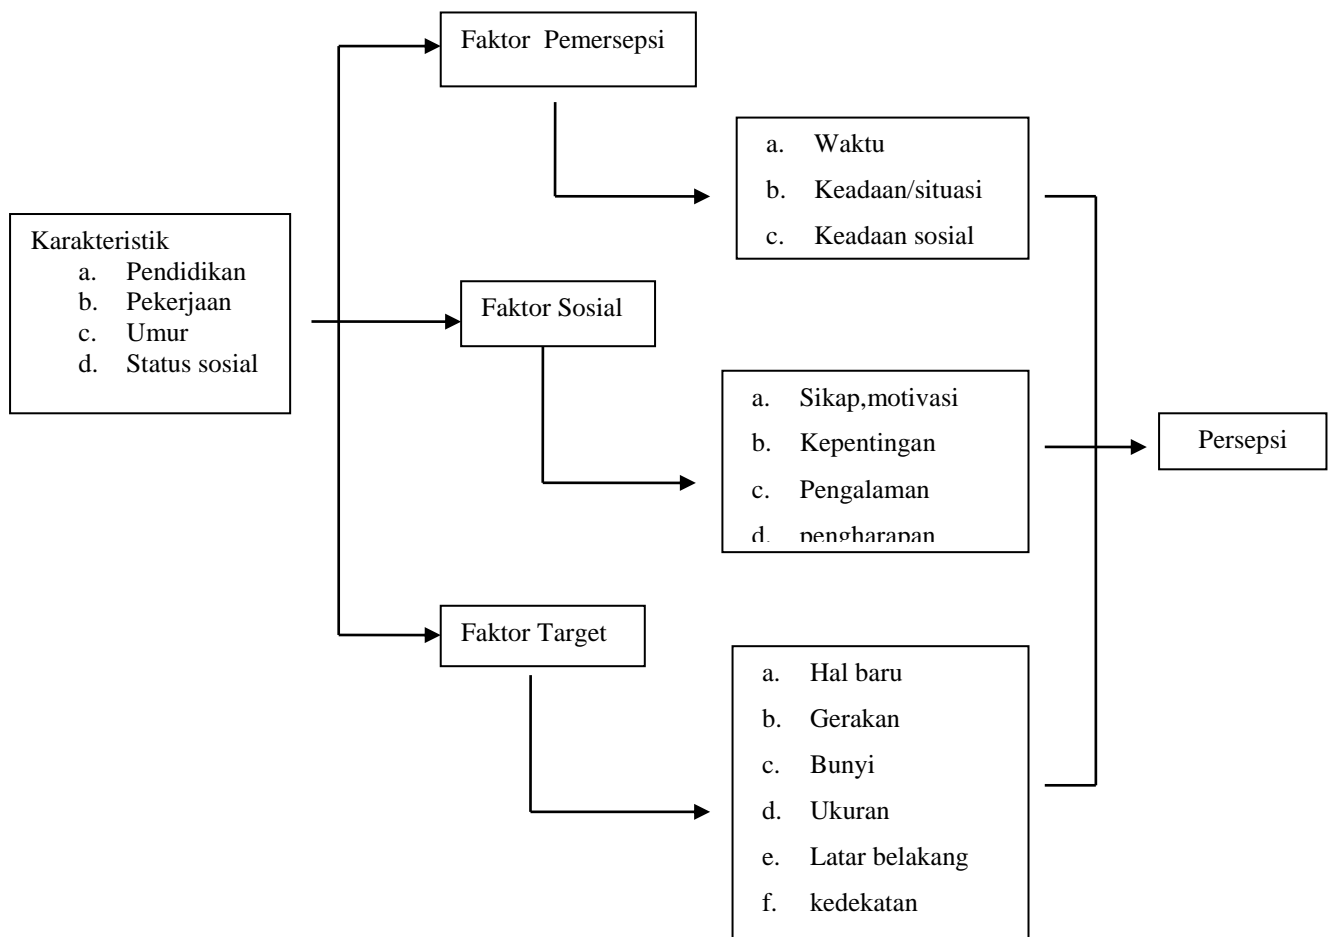 Faktor  Pemersepsi
a. Waktu
b. Keadaan/situasi
c. Keadaan sosial
Karakteristik
a. Pendidikan
b. Pekerjaan
c. Umur
d. Status sosial
Faktor Sosial
a. Sikap,motivasi
b. Kepentingan
c. Pengalaman
d. pengharapan
Persepsi
Faktor Target
a. Hal baru
b. Gerakan
c. Bunyi
d. Ukuran
e. Latar belakang
f. kedekatan